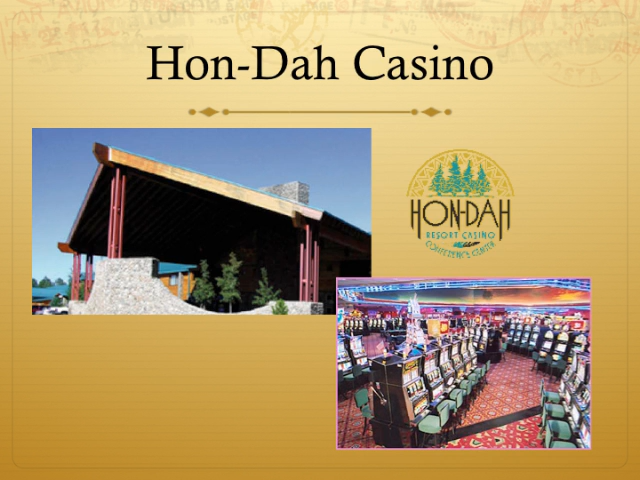 Hon-Dah Casino
HON-DAH
RESORT CASINO
CONFERENCE CENTER